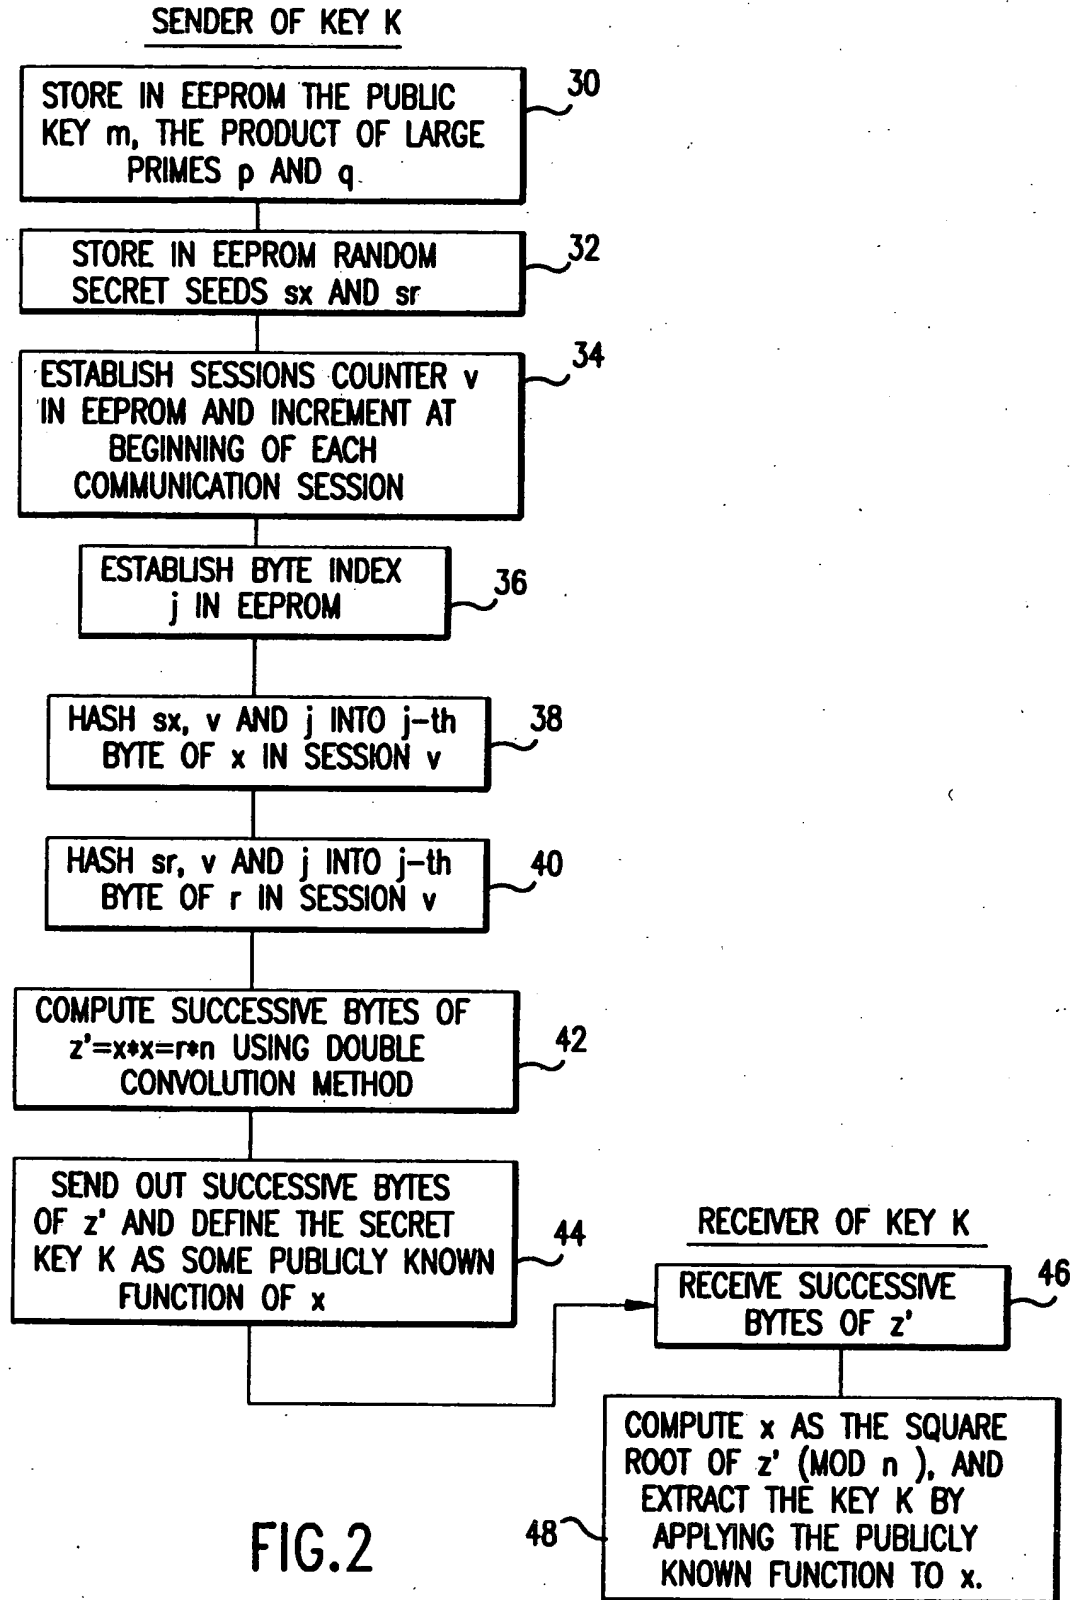 SENDER OF KEY K
STORE IN EEPROM THE PUBLIC
KEY m, THE PRODUCT OF LARGE
PRIMES p AND q
30
STORE IN EEPROM RANDOM
SECRET SEEDS sx AND sr
32
ESTABLISH SESSIONS COUNTER v
IN EEPROM AND INCREMENT AT
BEGINNING OF EACH
COMMUNICATION SESSION
34
ESTABLISH BYTE INDEX
j IN EEPROM
36
HASH sx, v AND j INTO j-th
BYTE OF x IN SESSION v
38
HASH sr, v AND j INTO j-th
BYTE OF r IN SESSION v
40
COMPUTE SUCCESSIVE BYTES OF
z'=x*x=r*n USING DOUBLE
CONVOLUTION METHOD
42
SEND OUT SUCCESSIVE BYTES
OF z' AND DEFINE THE SECRET
KEY K AS SOME PUBLICLY KNOWN
FUNCTION OF x
44
RECEIVER OF KEY K
RECEIVE SUCCESSIVE
BYTES OF z'
46
COMPUTE x AS THE SQUARE
ROOT OF z' (MOD n ), AND
EXTRACT THE KEY K BY
APPLYING THE PUBLICLY
KNOWN FUNCTION TO x.
48
FIG.2